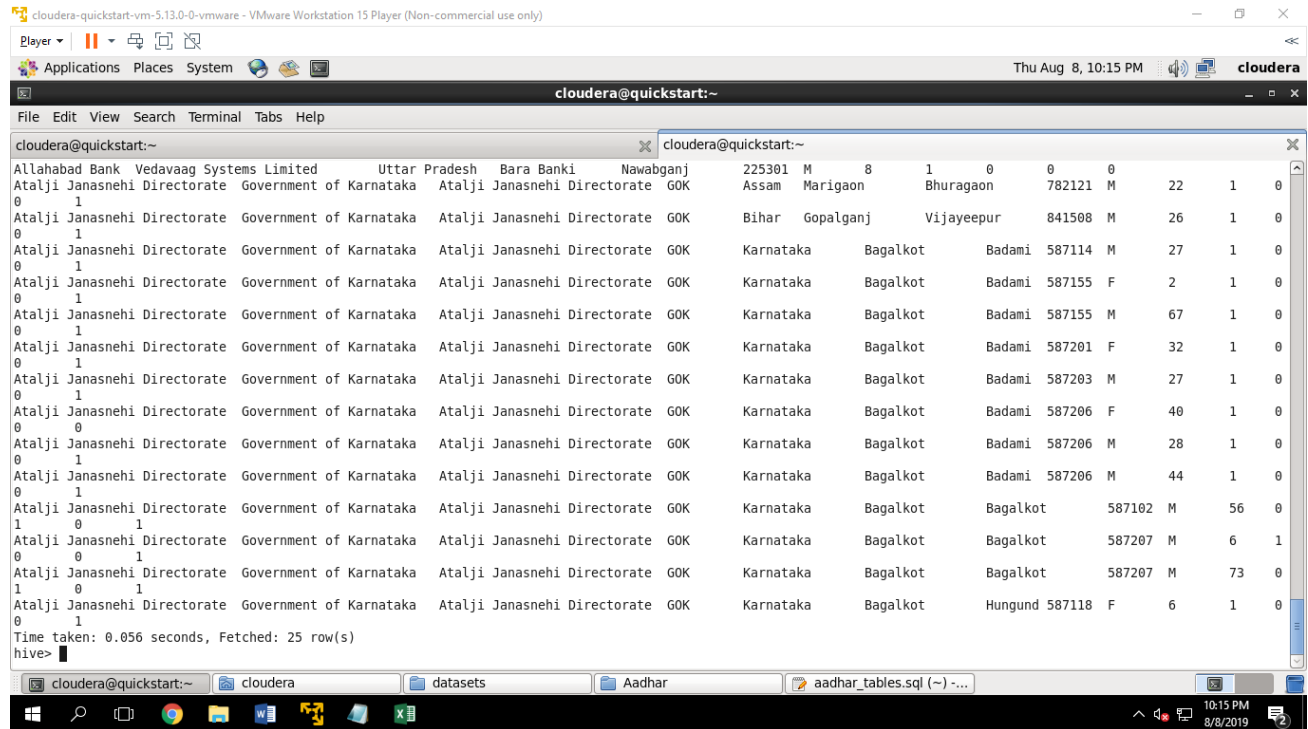 cloudera-quickstart-vm-5.13.0-0-vmware - VMware Workstation 15 Player (Non-commercial use only)
Player
Applications Places System Thu Aug 8, 10:15 PM cloudera
cloudera@quickstart:~
File Edit View Search Terminal Tabs Help
cloudera@quickstart:~ cloudera@quickstart:~
Allahabad Bank Vedavaag Systems Limited Uttar Pradesh Bara Banki Nawabganj 225301 M 8 1 0 0 0
Atalji Janasnehi Directorate Government of Karnataka Atalji Janasnehi Directorate GOK Assam Marigaon Bhuragaon 782121 M 22 1 0
0 1
Atalji Janasnehi Directorate Government of Karnataka Atalji Janasnehi Directorate GOK Bihar Gopalganj Vijayeepur 841508 M 26 1 0
0 1
Atalji Janasnehi Directorate Government of Karnataka Atalji Janasnehi Directorate GOK Karnataka Bagalkot Badami 587114 M 27 1 0
0 1
Atalji Janasnehi Directorate Government of Karnataka Atalji Janasnehi Directorate GOK Karnataka Bagalkot Badami 587155 F 2 1 0
0 1
Atalji Janasnehi Directorate Government of Karnataka Atalji Janasnehi Directorate GOK Karnataka Bagalkot Badami 587155 M 67 1 0
0 1
Atalji Janasnehi Directorate Government of Karnataka Atalji Janasnehi Directorate GOK Karnataka Bagalkot Badami 587201 F 32 1 0
0 1
Atalji Janasnehi Directorate Government of Karnataka Atalji Janasnehi Directorate GOK Karnataka Bagalkot Badami 587203 M 27 1 0
0 1
Atalji Janasnehi Directorate Government of Karnataka Atalji Janasnehi Directorate GOK Karnataka Bagalkot Badami 587206 F 40 1 0
0 0
Atalji Janasnehi Directorate Government of Karnataka Atalji Janasnehi Directorate GOK Karnataka Bagalkot Badami 587206 M 28 1 0
0 1
Atalji Janasnehi Directorate Government of Karnataka Atalji Janasnehi Directorate GOK Karnataka Bagalkot Badami 587206 M 44 1 0
0 1
Atalji Janasnehi Directorate Government of Karnataka Atalji Janasnehi Directorate GOK Karnataka Bagalkot Bagalkot 587102 M 56 0
1 0 1
Atalji Janasnehi Directorate Government of Karnataka Atalji Janasnehi Directorate GOK Karnataka Bagalkot Bagalkot 587207 M 6 1
0 0 1
Atalji Janasnehi Directorate Government of Karnataka Atalji Janasnehi Directorate GOK Karnataka Bagalkot Bagalkot 587207 M 73 0
1 0 1
Atalji Janasnehi Directorate Government of Karnataka Atalji Janasnehi Directorate GOK Karnataka Bagalkot Hungund 587118 F 6 1 0
0 1
Time taken: 0.056 seconds, Fetched: 25 row(s)
hive>
cloudera@quickstart:~ cloudera datasets Aadhar aadhar_tables.sql (~) -...
10:15 PM
8/8/2019
2